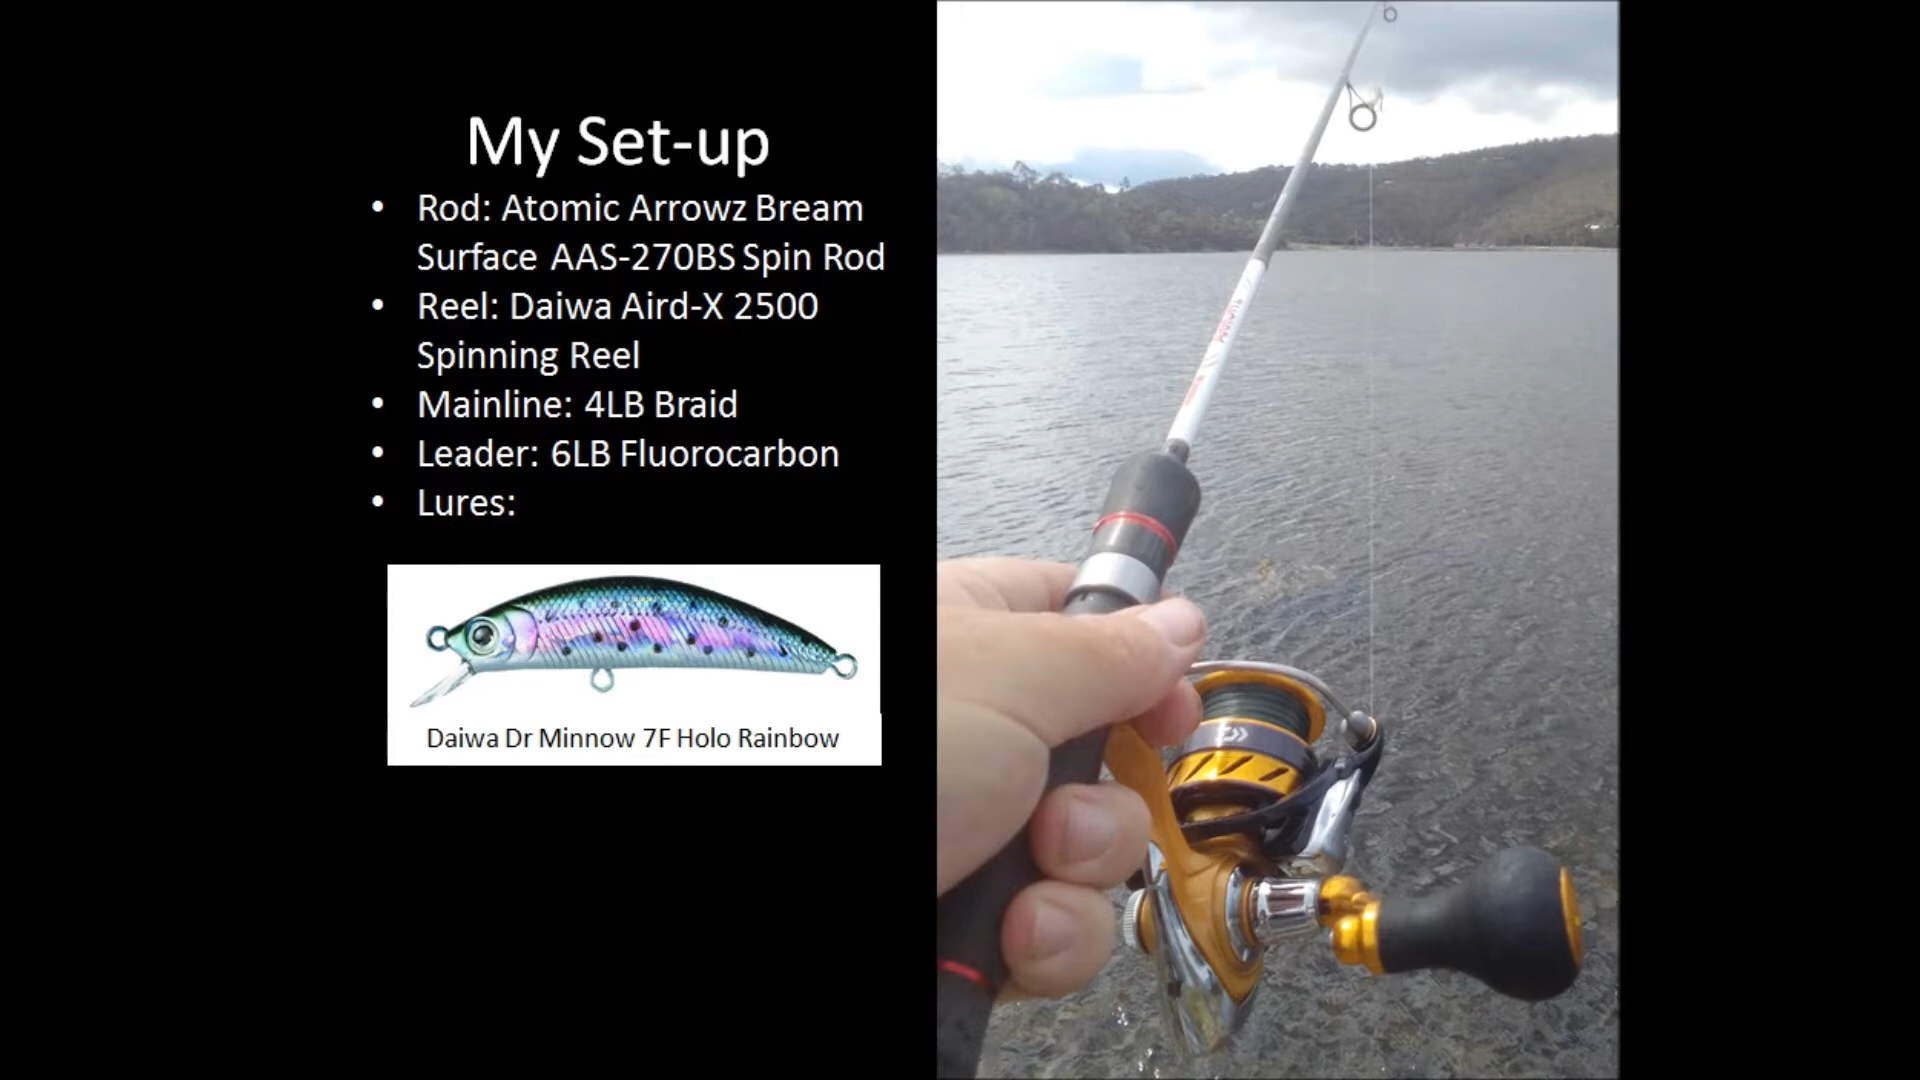 My Set-up
• Rod: Atomic Arrowz Bream
Surface AAS-270BS Spin Rod
• Reel: Daiwa Aird-X 2500
Spinning Reel
• Mainline: 4LB Braid
• Leader: 6LB Fluorocarbon
• Lures:
Daiwa Dr Minnow 7F Holo Rainbow